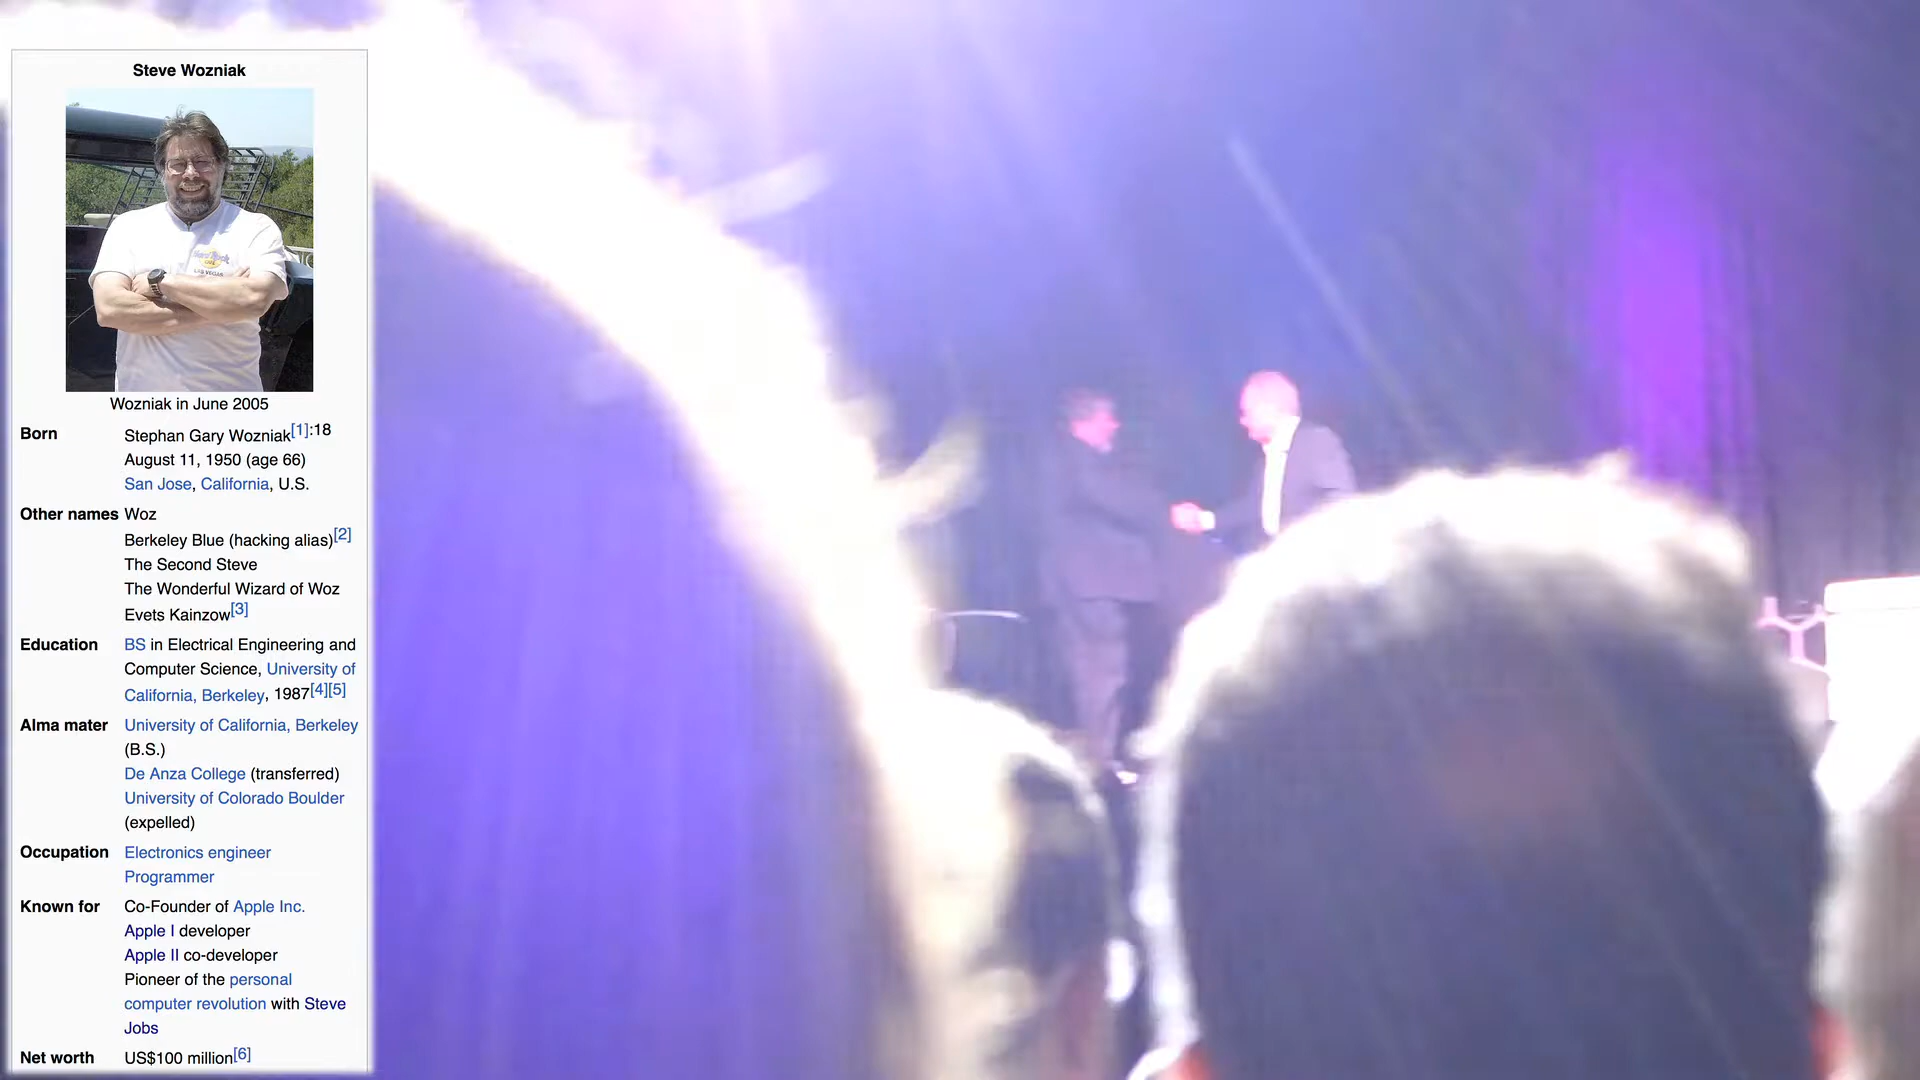 Steve Wozniak
LAS VEGAS
Wozniak in June 2005
Born Stephan Gary Wozniak[1]:18
August 11, 1950 (age 66)
San Jose, California, U.S.
Other names Woz
Berkeley Blue (hacking alias)[2]
The Second Steve
The Wonderful Wizard of Woz
Evets Kainzow[3]
Education BS in Electrical Engineering and
Computer Science, University of
California, Berkeley, 1987[4][5]
Alma mater University of California, Berkeley
(B.S.)
De Anza College (transferred)
University of Colorado Boulder
(expelled)
Occupation Electronics engineer
Programmer
Known for Co-Founder of Apple Inc.
Apple I developer
Apple II co-developer
Pioneer of the personal
computer revolution with Steve
Jobs
Net worth US$100 million[6]